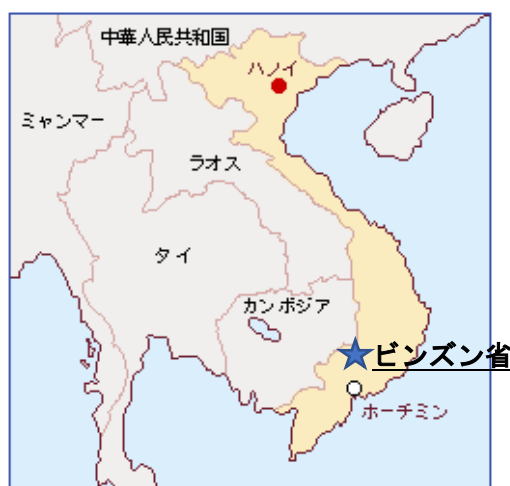 中華人民共和国
ハノイ
ミャンマー
ラオス
タイ
カンボジア
ビンズン省
ホーチミン